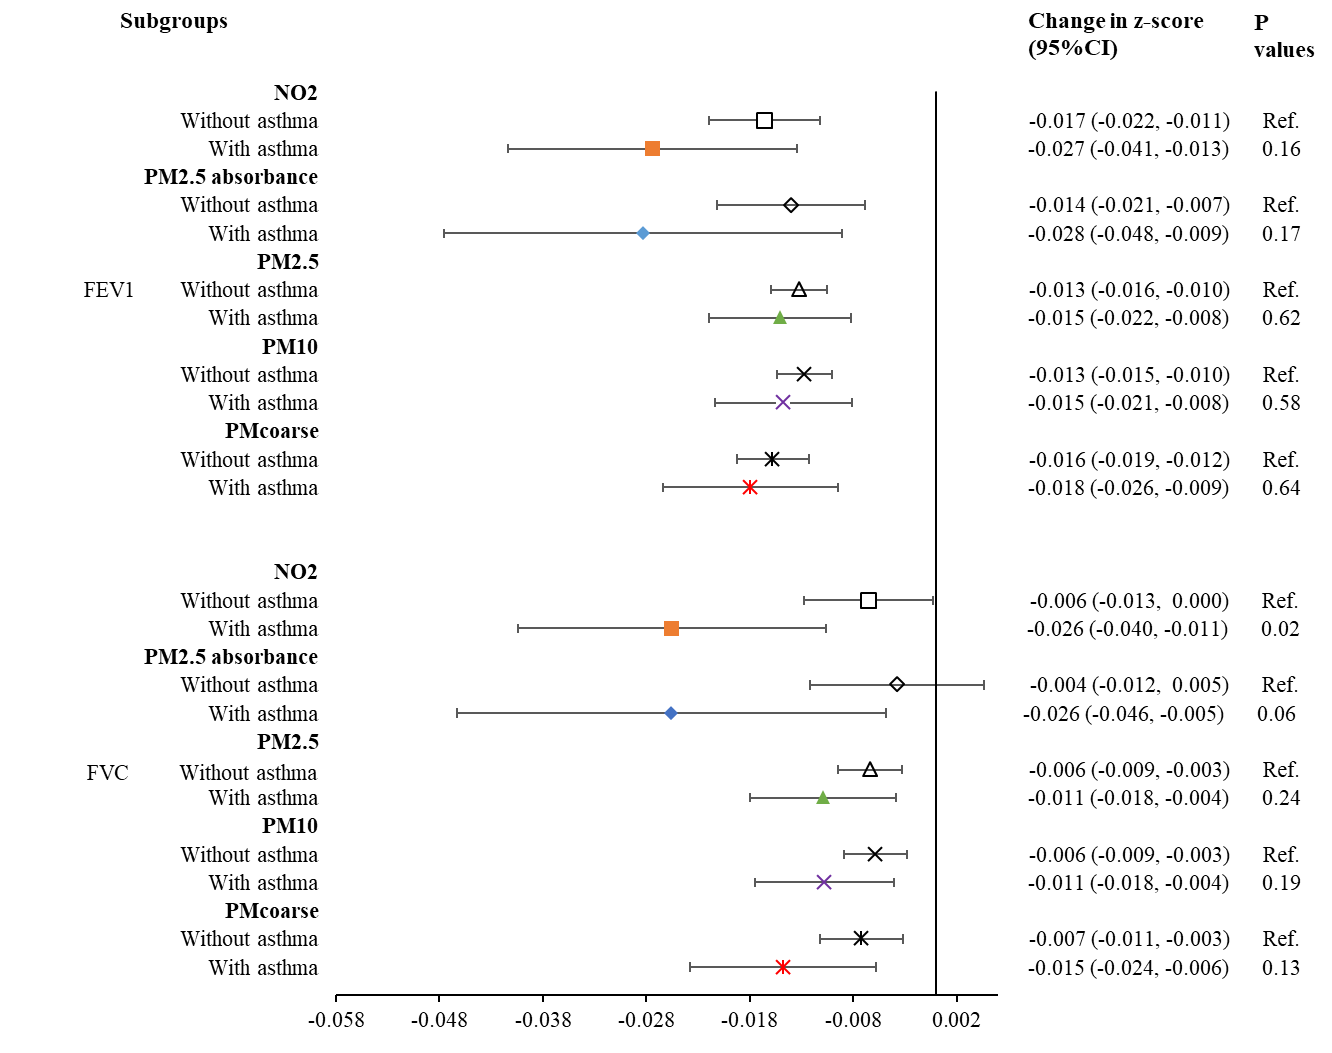 Subgroups Change in z-score (95%CI) P values
NO2
Without asthma -0.017 (-0.022, -0.011) Ref.
With asthma -0.027 (-0.041, -0.013) 0.16
PM2.5 absorbance
Without asthma -0.014 (-0.021, -0.007) Ref.
With asthma -0.028 (-0.048, -0.009) 0.17
PM2.5
FEV1 Without asthma -0.013 (-0.016, -0.010) Ref.
With asthma -0.015 (-0.022, -0.008) 0.62
PM10
Without asthma -0.013 (-0.015, -0.010) Ref.
With asthma -0.015 (-0.021, -0.008) 0.58
PMcoarse
Without asthma -0.016 (-0.019, -0.012) Ref.
With asthma -0.018 (-0.026, -0.009) 0.64
NO2
Without asthma -0.006 (-0.013, 0.000) Ref.
With asthma -0.026 (-0.040, -0.011) 0.02
PM2.5 absorbance
Without asthma -0.004 (-0.012, 0.005) Ref.
With asthma -0.026 (-0.046, -0.005) 0.06
PM2.5
FVC Without asthma -0.006 (-0.009, -0.003) Ref.
With asthma -0.011 (-0.018, -0.004) 0.24
PM10
Without asthma -0.006 (-0.009, -0.003) Ref.
With asthma -0.011 (-0.018, -0.004) 0.19
PMcoarse
Without asthma -0.007 (-0.011, -0.003) Ref.
With asthma -0.015 (-0.024, -0.006) 0.13
-0.058 -0.048 -0.038 -0.028 -0.018 -0.008 0.002